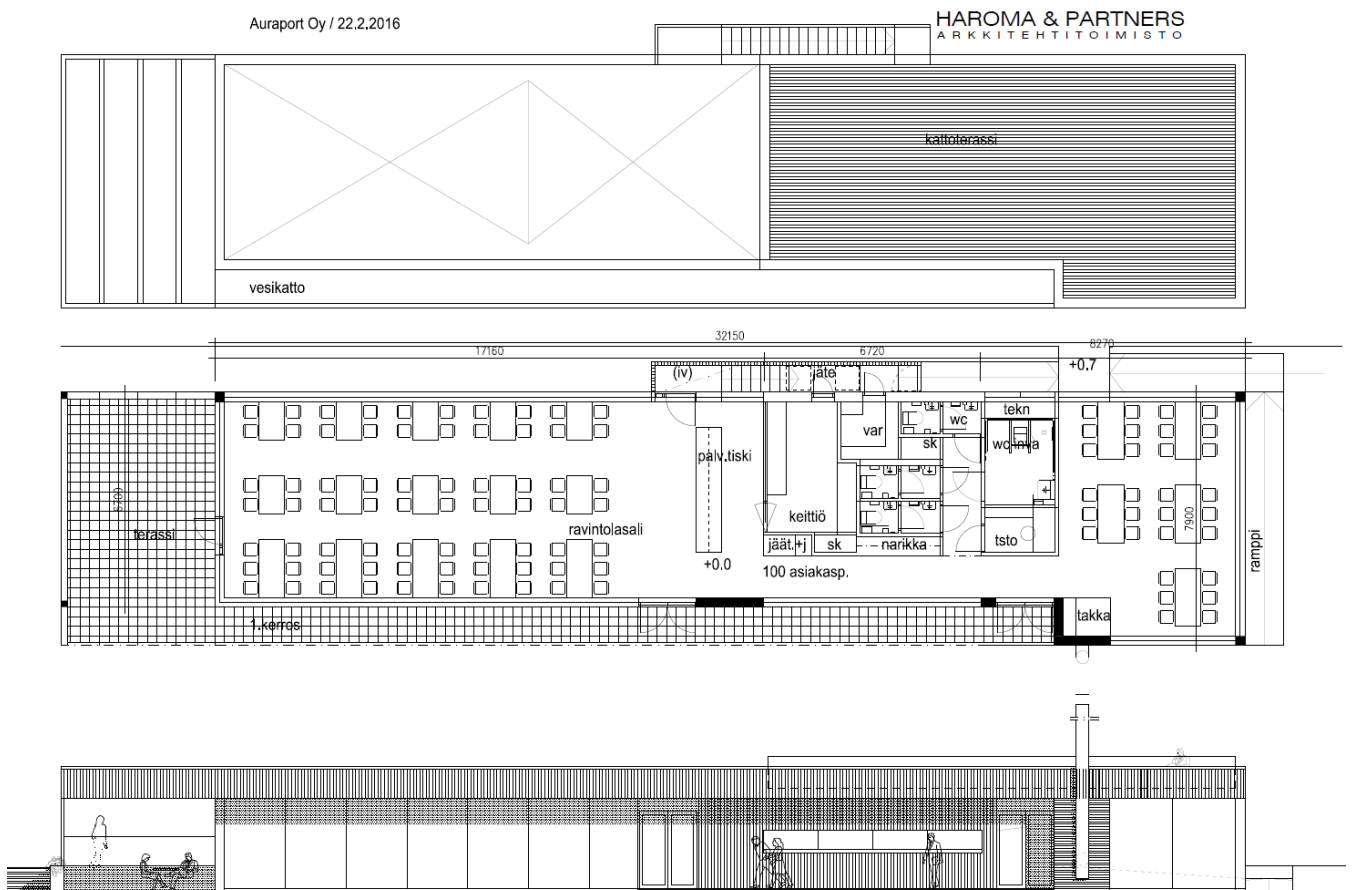 Auraport Oy / 22.2.2016
HAROMA & PARTNERS
ARKKITEHTITOIMISTO
kattoterassi
vesikatto
32150
17160
6720
8270
+0.7
(iv)
jäte
tekn
wc
var
sk
wc inva
palv.tiski
6700
7900
keittiö
ravintolasali
terassi
jäät.+j
sk
narikka
tsto
ramppi
+0.0
100 asiakasp.
takka
1.kerros